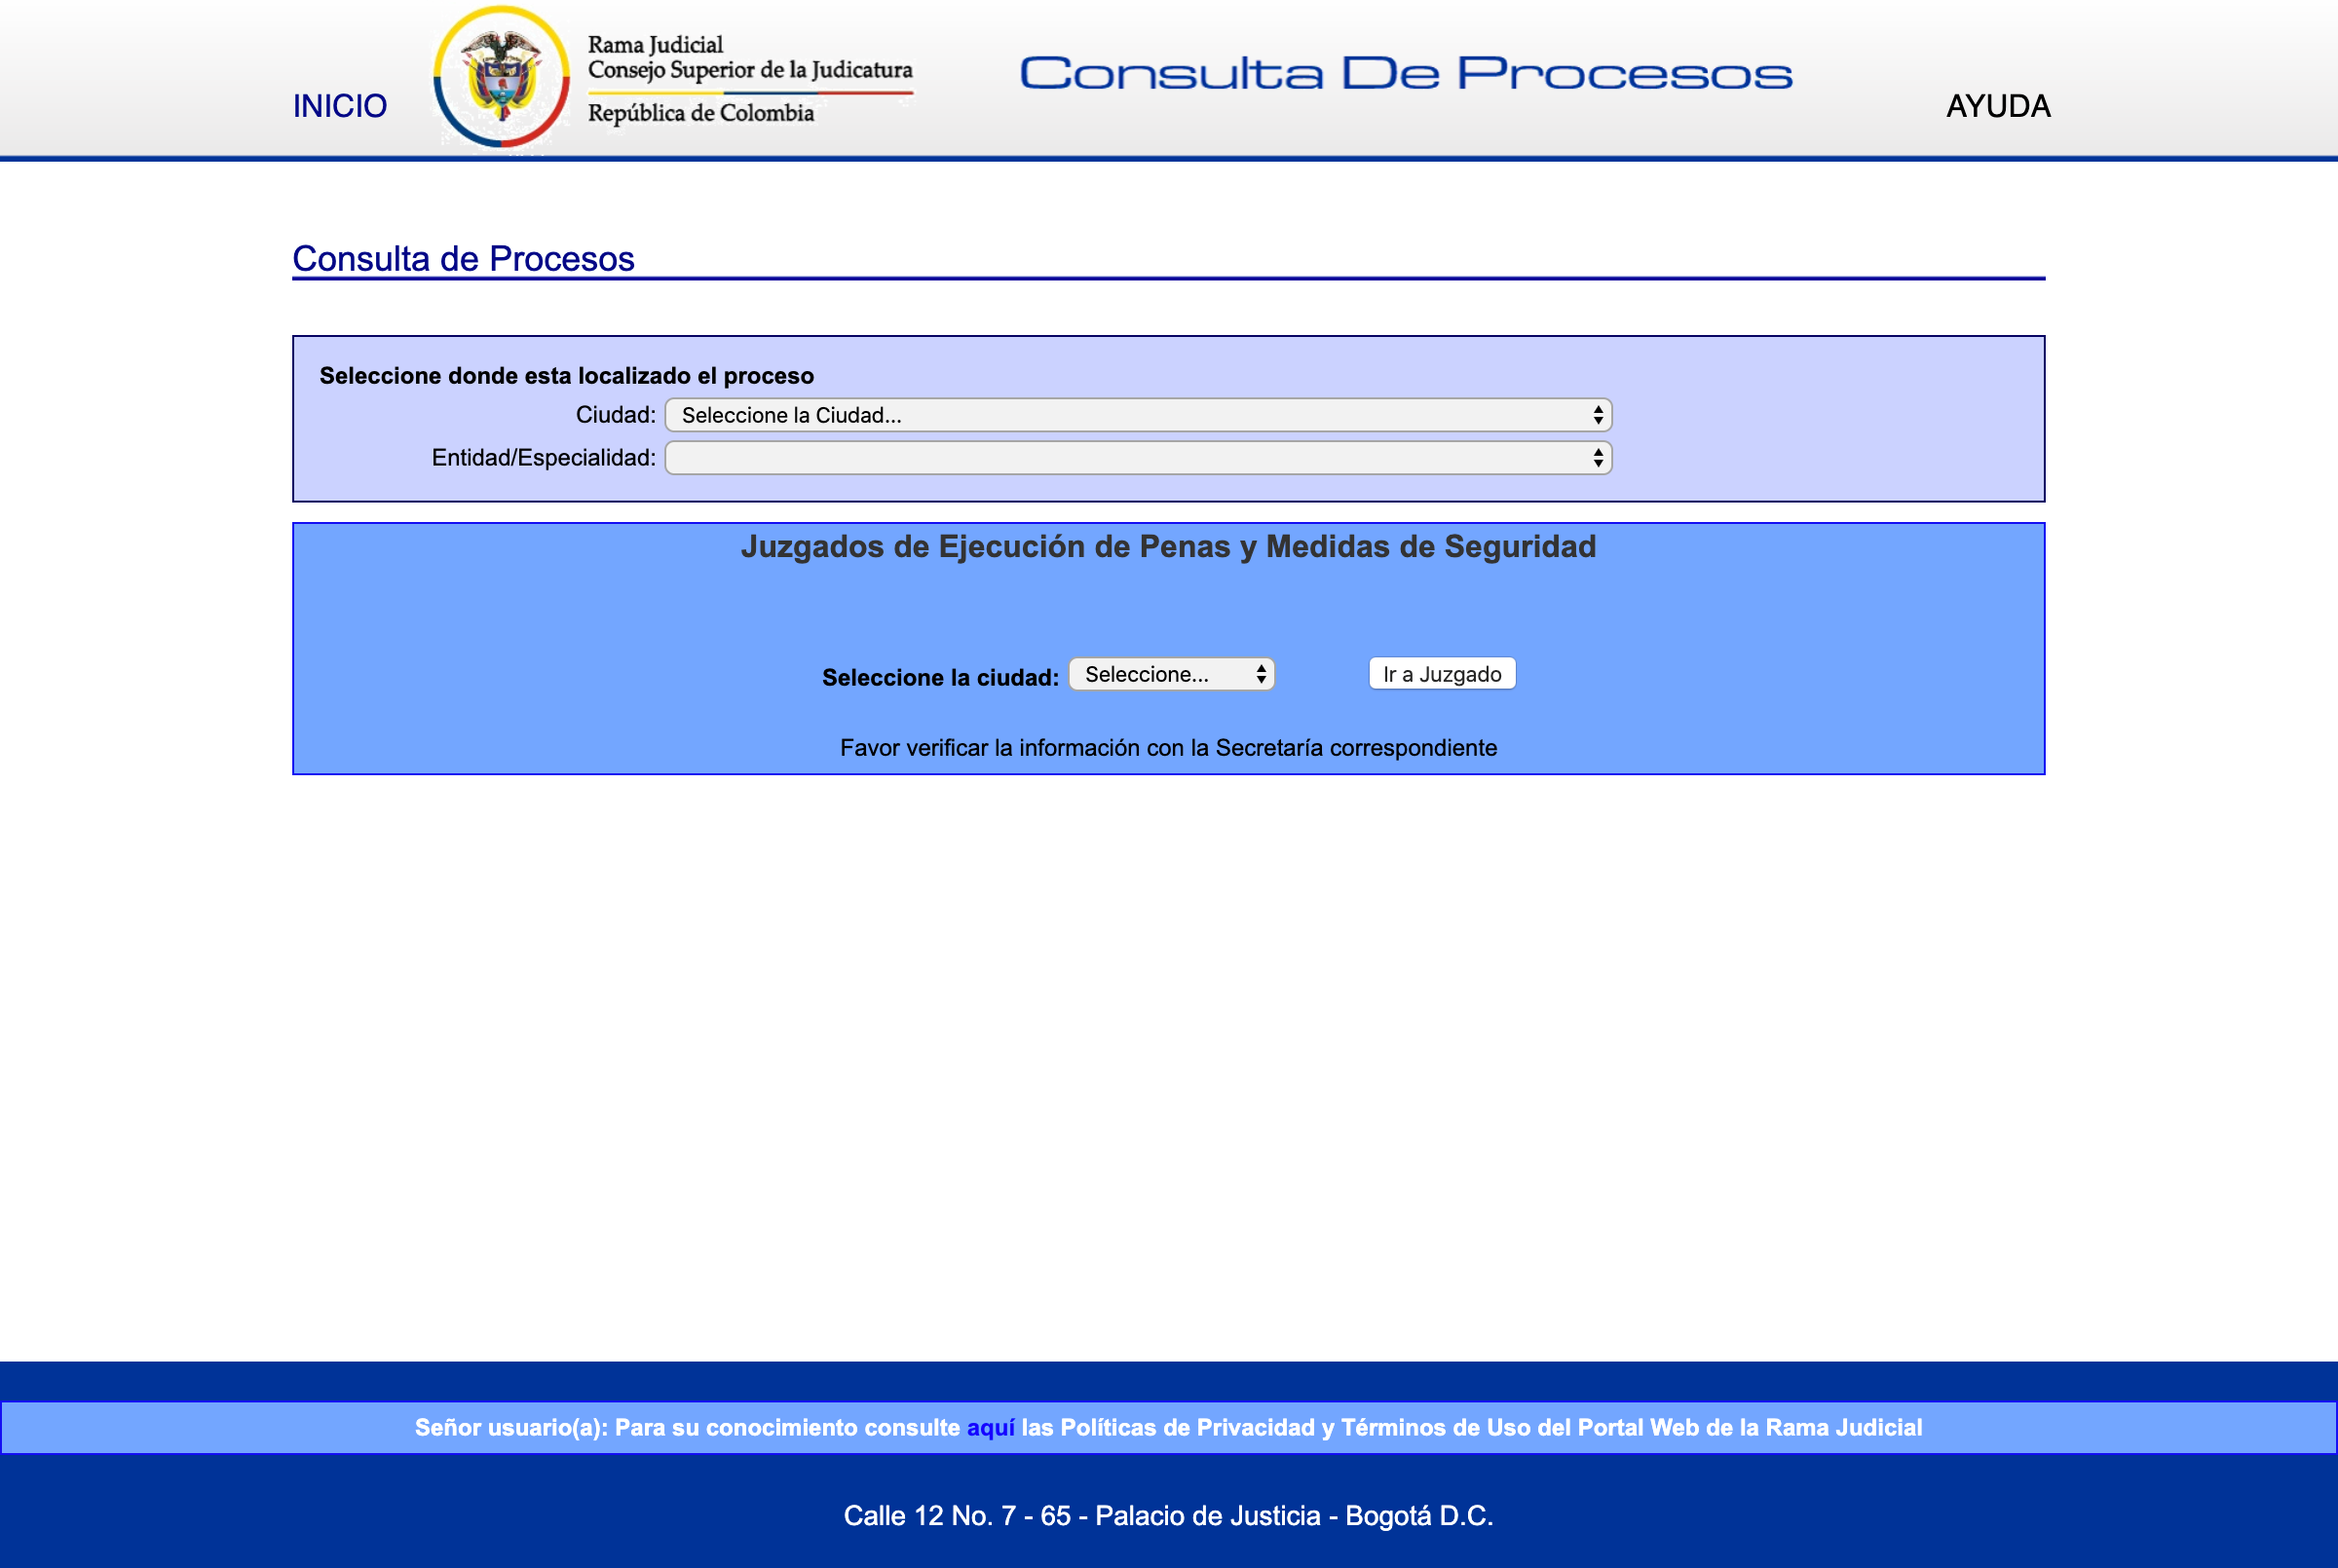 INICIO
Rama Judicial
Consejo Superior de la Judicatura
República de Colombia
Consulta De Procesos
AYUDA
Consulta de Procesos
Seleccione donde esta localizado el proceso
Ciudad: Seleccione la Ciudad...
Entidad/Especialidad:
Juzgados de Ejecución de Penas y Medidas de Seguridad
Seleccione la ciudad: Seleccione... Ir a Juzgado
Favor verificar la información con la Secretaría correspondiente
Señor usuario(a): Para su conocimiento consulte aquí las Políticas de Privacidad y Términos de Uso del Portal Web de la Rama Judicial
Calle 12 No. 7 - 65 - Palacio de Justicia - Bogotá D.C.